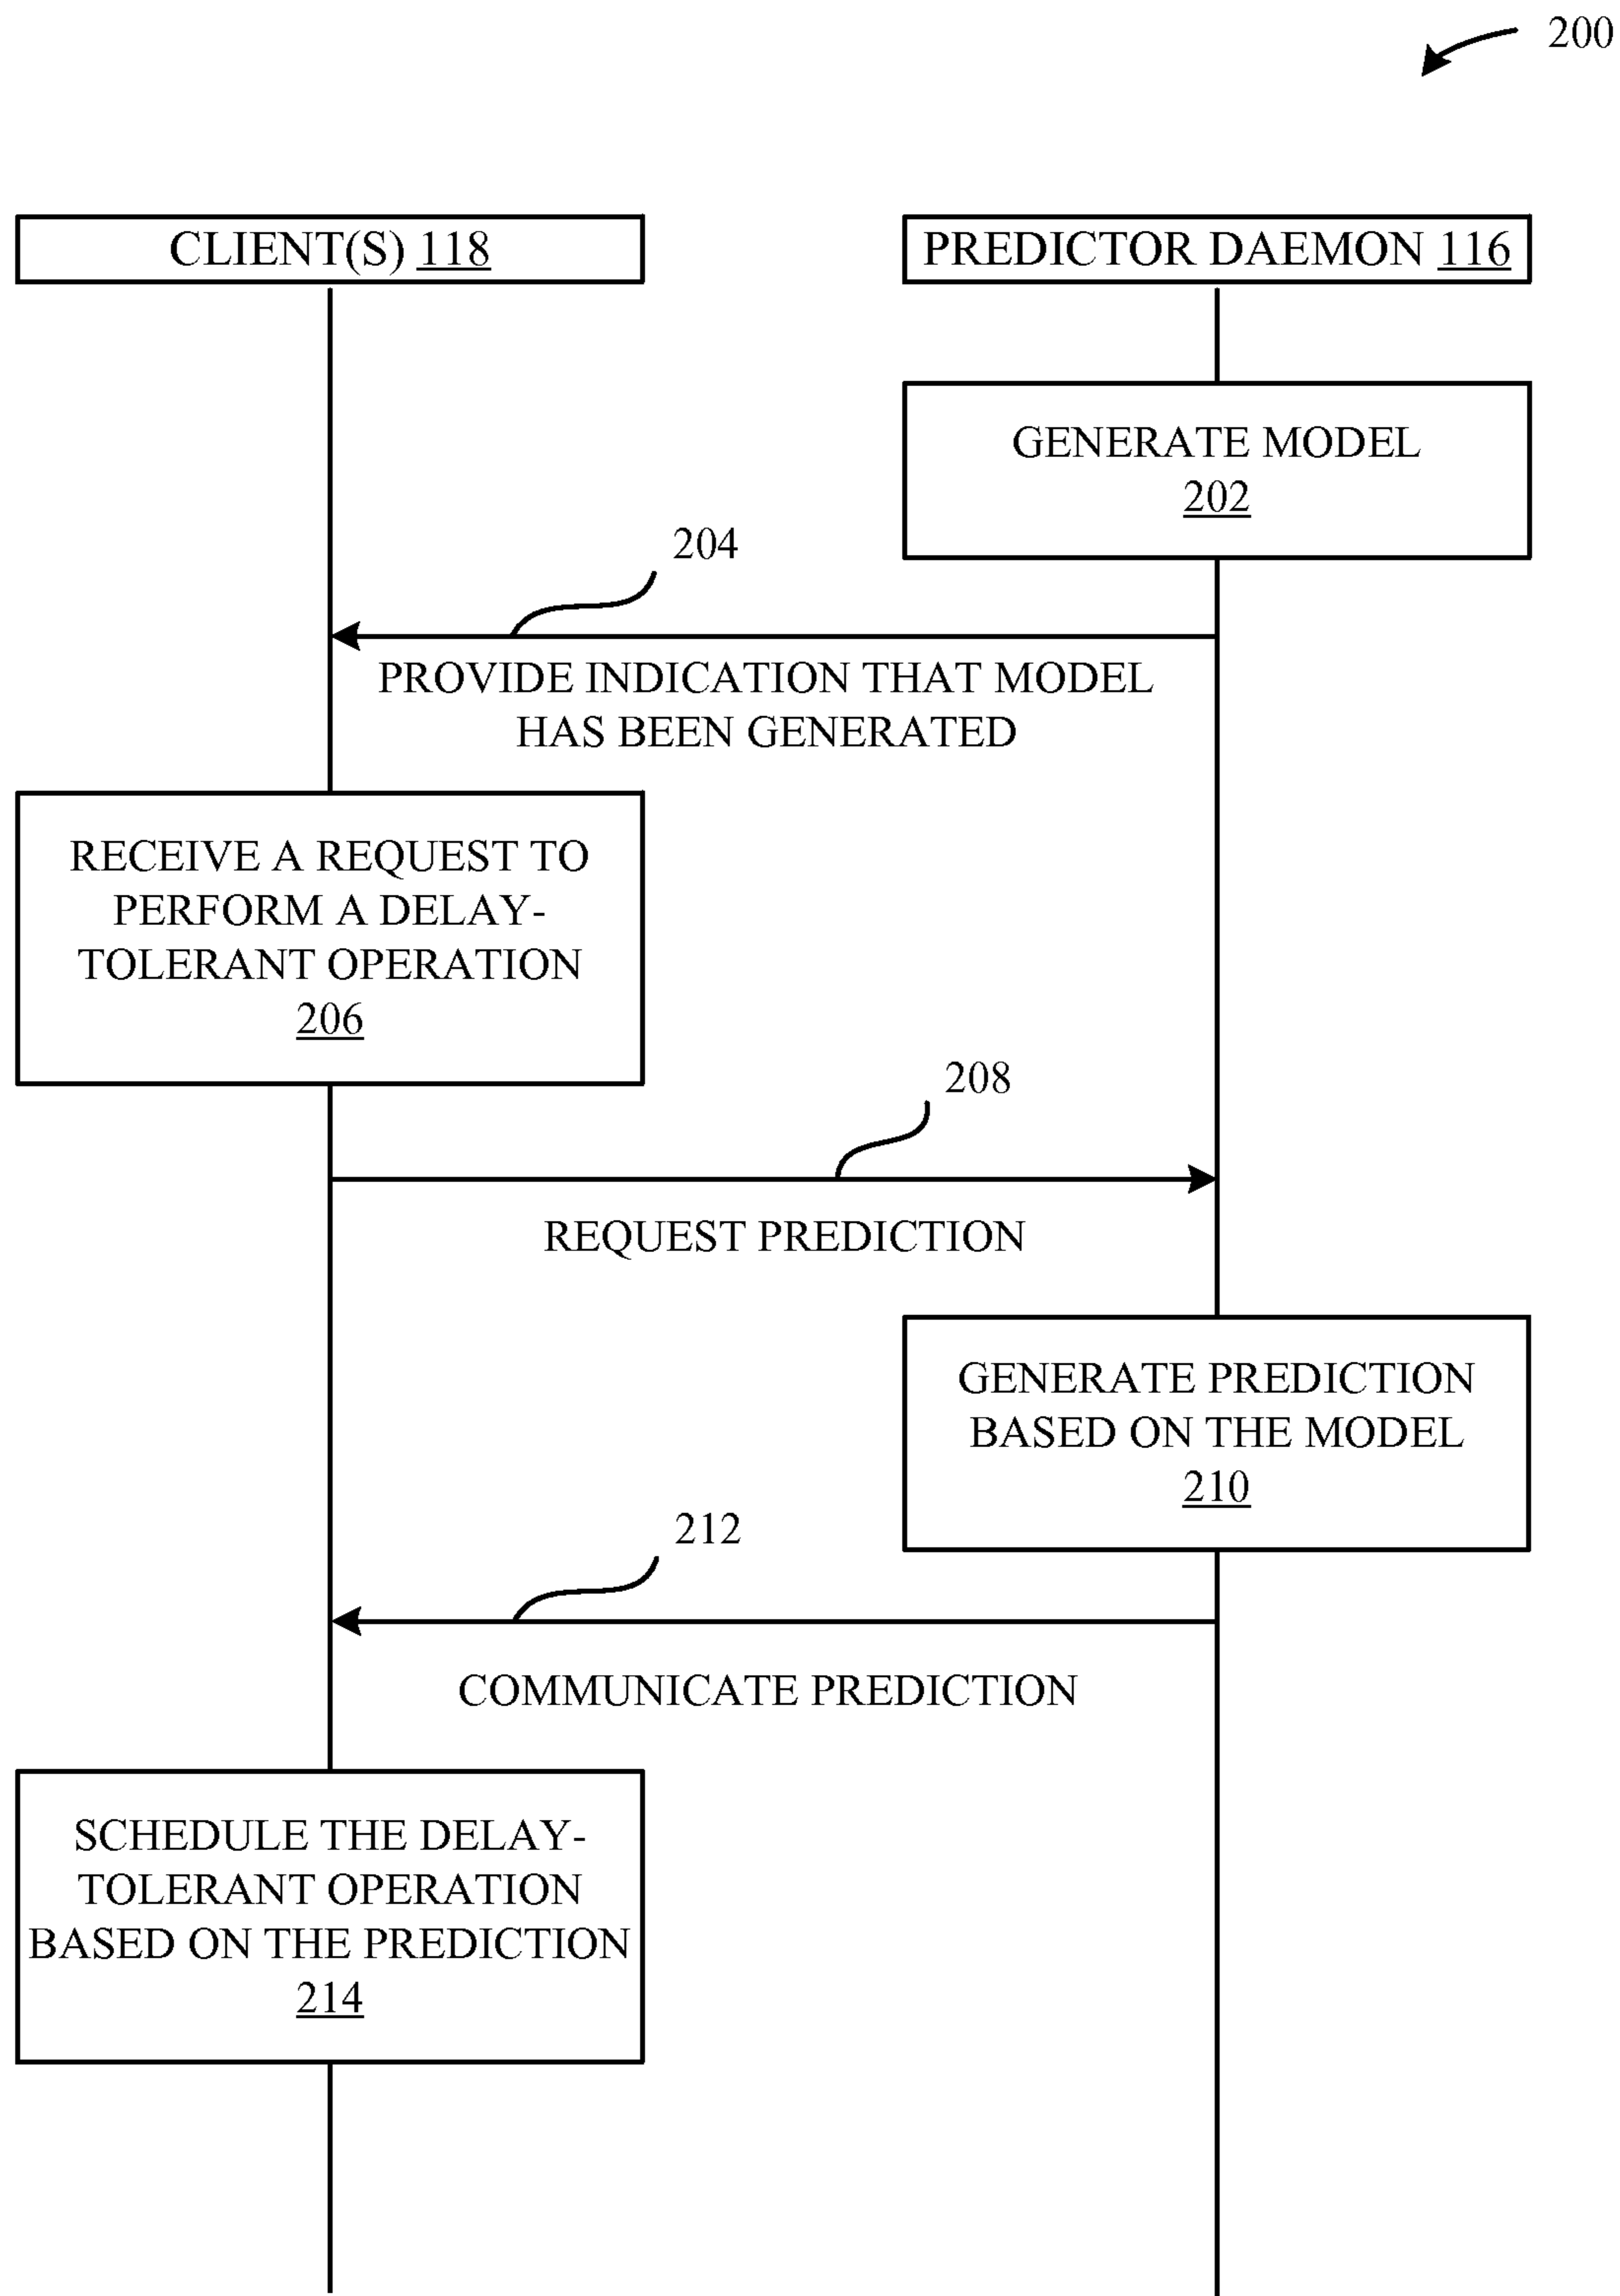 200
CLIENT(S) 118
PREDICTOR DAEMON 116
GENERATE MODEL
202
204
PROVIDE INDICATION THAT MODEL
HAS BEEN GENERATED
RECEIVE A REQUEST TO
PERFORM A DELAY-
TOLERANT OPERATION
206
208
REQUEST PREDICTION
GENERATE PREDICTION
BASED ON THE MODEL
210
212
COMMUNICATE PREDICTION
SCHEDULE THE DELAY-
TOLERANT OPERATION
BASED ON THE PREDICTION
214